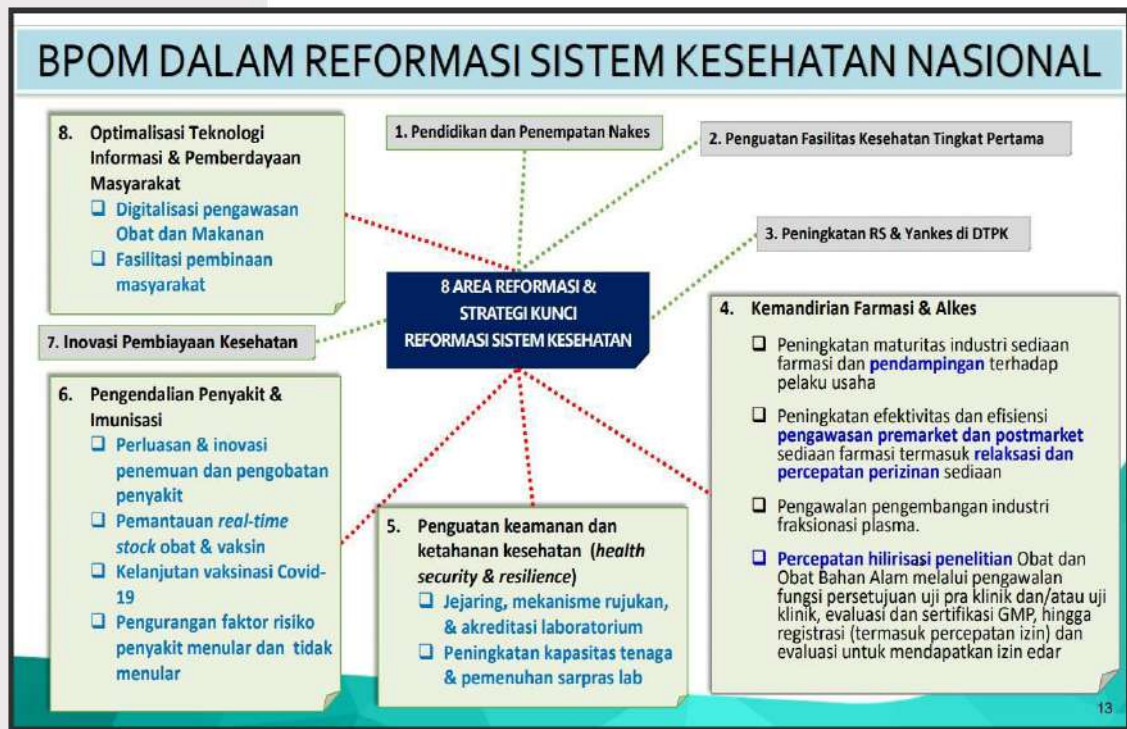 BPOM DALAM REFORMASI SISTEM KESEHATAN NASIONAL
8. Optimalisasi Teknologi
Informasi & Pemberdayaan
Masyarakat
❑ Digitalisasi pengawasan
Obat dan Makanan
❑ Fasilitasi pembinaan
masyarakat
1. Pendidikan dan Penempatan Nakes
2. Penguatan Fasilitas Kesehatan Tingkat Pertama
3. Peningkatan RS & Yankes di DTPK
8 AREA REFORMASI &
STRATEGI KUNCI
REFORMASI SISTEM KESEHATAN
7. Inovasi Pembiayaan Kesehatan
4. Kemandirian Farmasi & Alkes
❑ Peningkatan maturitas industri sediaan
farmasi dan pendampingan terhadap
pelaku usaha
❑ Peningkatan efektivitas dan efisiensi
pengawasan premarket dan postmarket
sediaan farmasi termasuk relaksasi dan
percepatan perizinan sediaan
❑ Pengawalan pengembangan industri
fraksionasi plasma.
❑ Percepatan hilirisasi penelitian Obat dan
Obat Bahan Alam melalui pengawalan
fungsi persetujuan uji pra klinik dan/atau uji
klinik, evaluasi dan sertifikasi GMP, hingga
registrasi (termasuk percepatan izin) dan
evaluasi untuk mendapatkan izin edar
6. Pengendalian Penyakit &
Imunisasi
❑ Perluasan & inovasi
penemuan dan pengobatan
penyakit
❑ Pemantauan real-time
stock obat & vaksin
❑ Kelanjutan vaksinasi Covid-
19
❑ Pengurangan faktor risiko
penyakit menular dan tidak
menular
5. Penguatan keamanan dan
ketahanan kesehatan (health
security & resilience)
❑ Jejaring, mekanisme rujukan,
& akreditasi laboratorium
❑ Peningkatan kapasitas tenaga
& pemenuhan sarpras lab
13